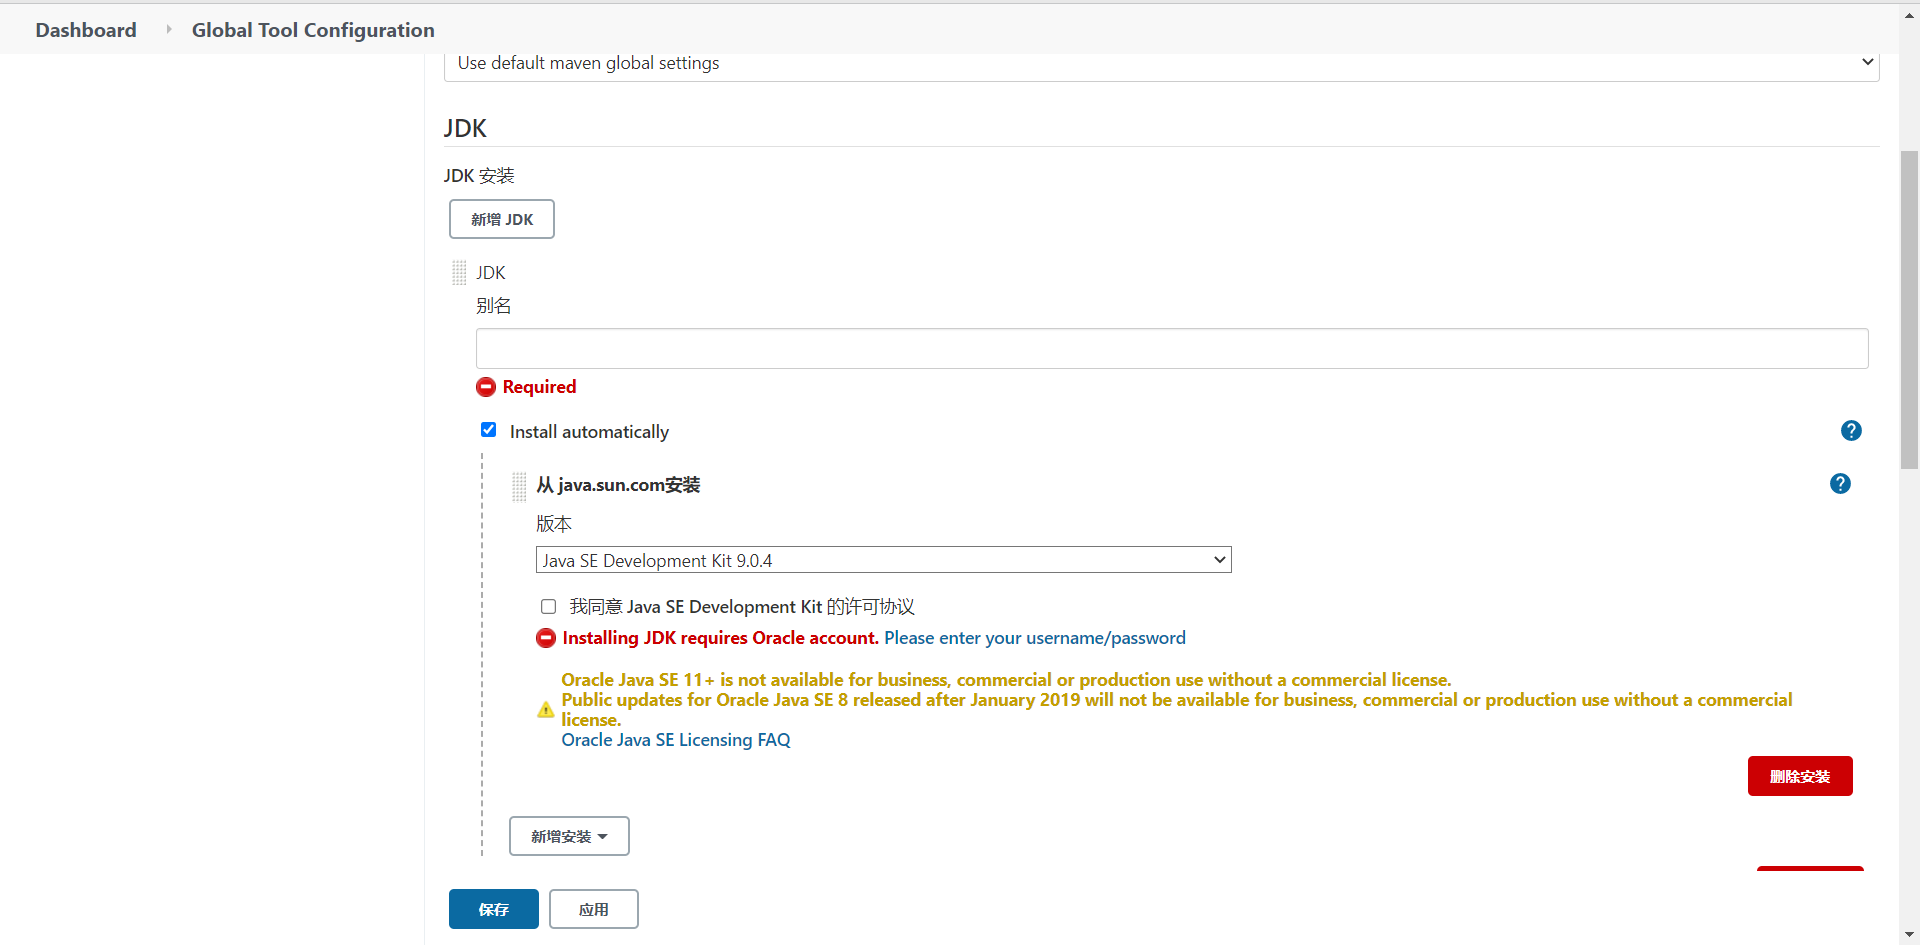 Dashboard
Global Tool Configuration
Use default maven global settings
JDK
JDK 安装
新增 JDK
JDK
别名
Required
Install automatically
?
从 java.sun.com安装
?
版本
Java SE Development Kit 9.0.4
我同意 Java SE Development Kit 的许可协议
Installing JDK requires Oracle account. Please enter your username/password
Oracle Java SE 11+ is not available for business, commercial or production use without a commercial license.
Public updates for Oracle Java SE 8 released after January 2019 will not be available for business, commercial or production use without a commercial
license.
Oracle Java SE Licensing FAQ
删除安装
新增安装
保存
应用